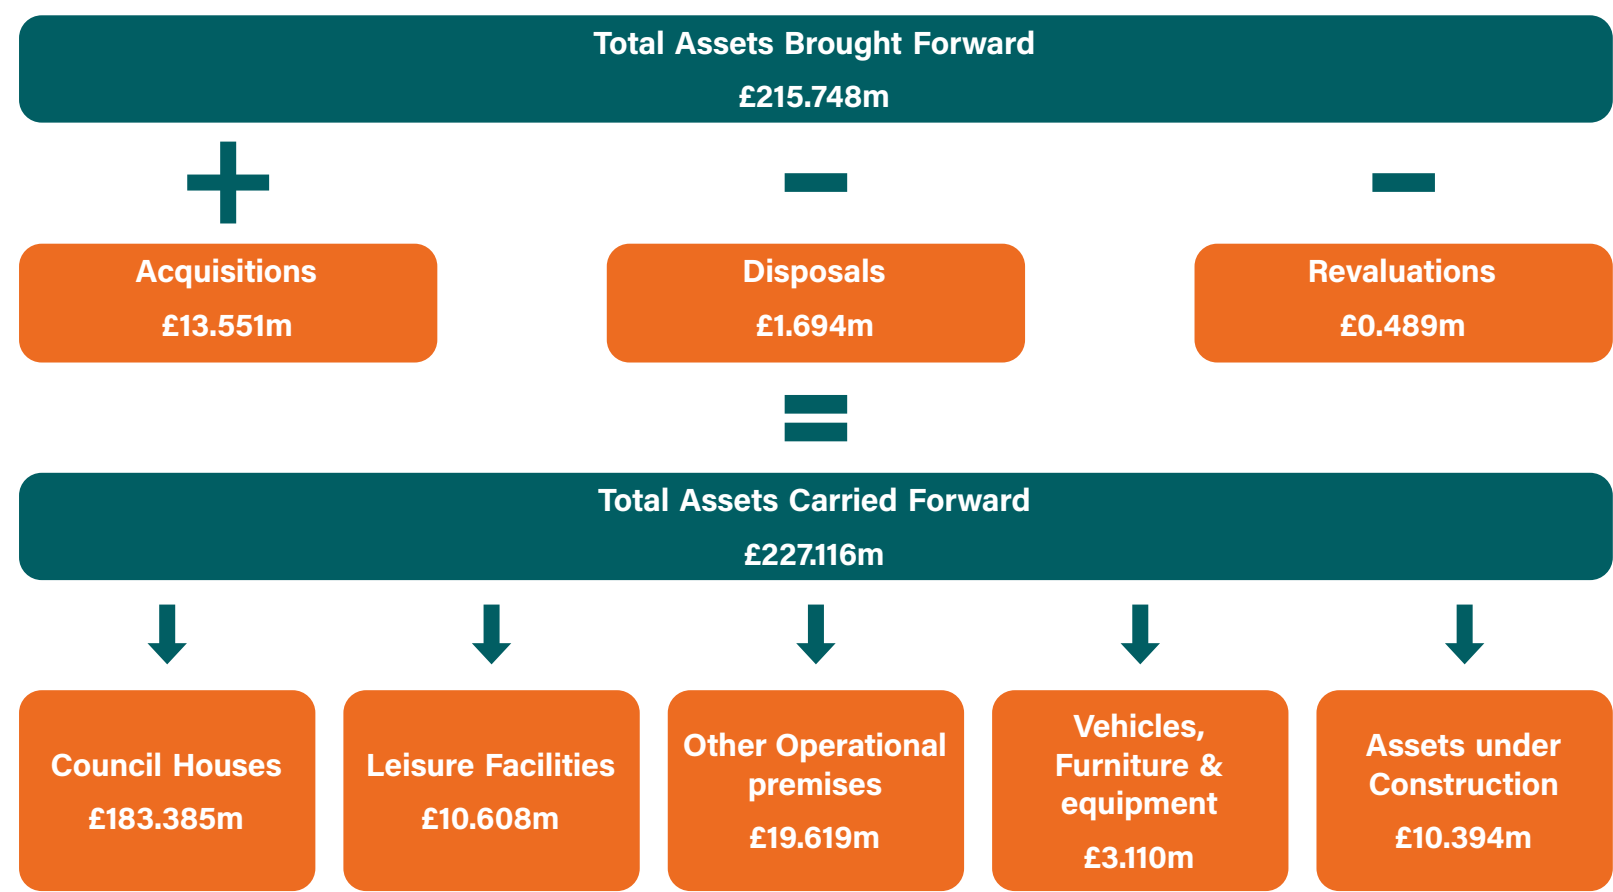 Total Assets Brought Forward
£215.748m
+
-
-
Acquisitions
£13.551m
Disposals
£1.694m
Revaluations
£0.489m
=
Total Assets Carried Forward
£227.116m
Council Houses
£183.385m
Leisure Facilities
£10.608m
Other Operational
premises
£19.619m
Vehicles,
Furniture &
equipment
£3.110m
Assets under
Construction
£10.394m